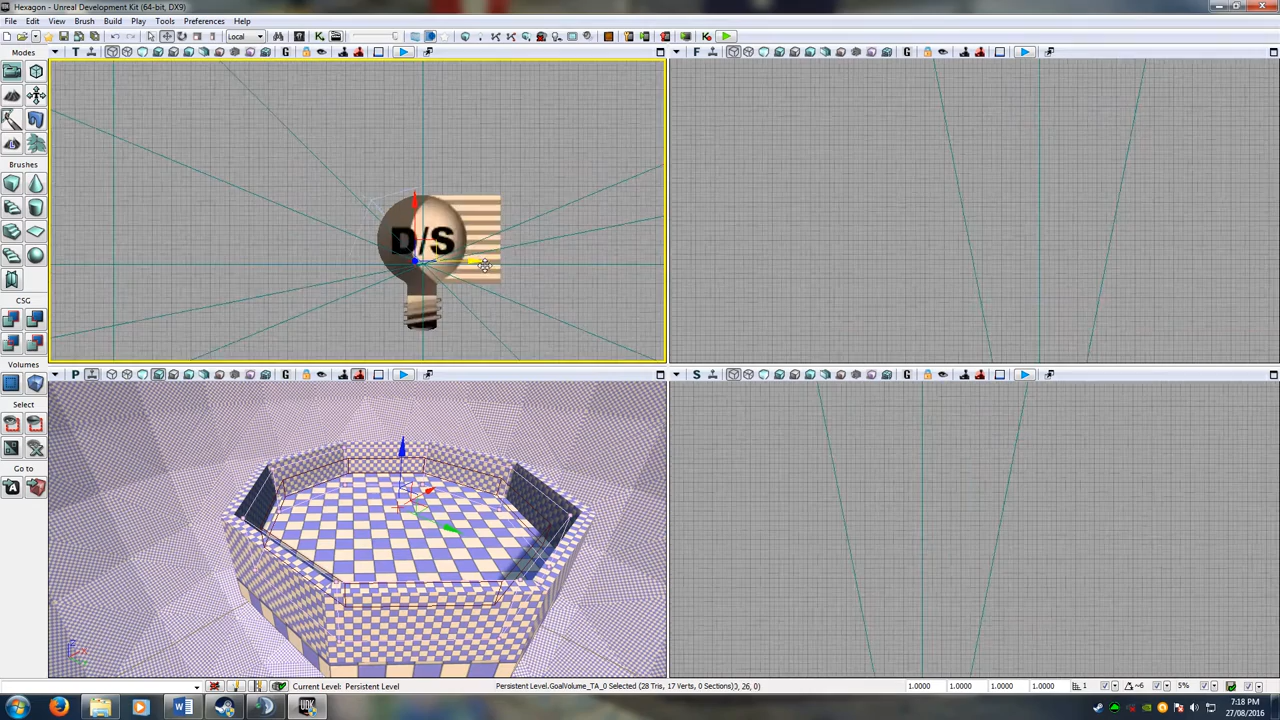 Hexagon - Unreal Development Kit (64-bit, DX9)
File Edit View Brush Build Play Tools Preferences Help
Local
Modes
T G
F G
Brushes
D/S
CSG
Volumes
P G
S G
Select
Go to
Current Level: Persistent Level
Persistent Level.GoalVolume_TA_0 Selected (28 Tris, 17 Verts, 0 Sections)3, 26, 0)
1.0000 1.0000 1.0000 1.0000 1 ~6 5%
7:18 PM
27/08/2016